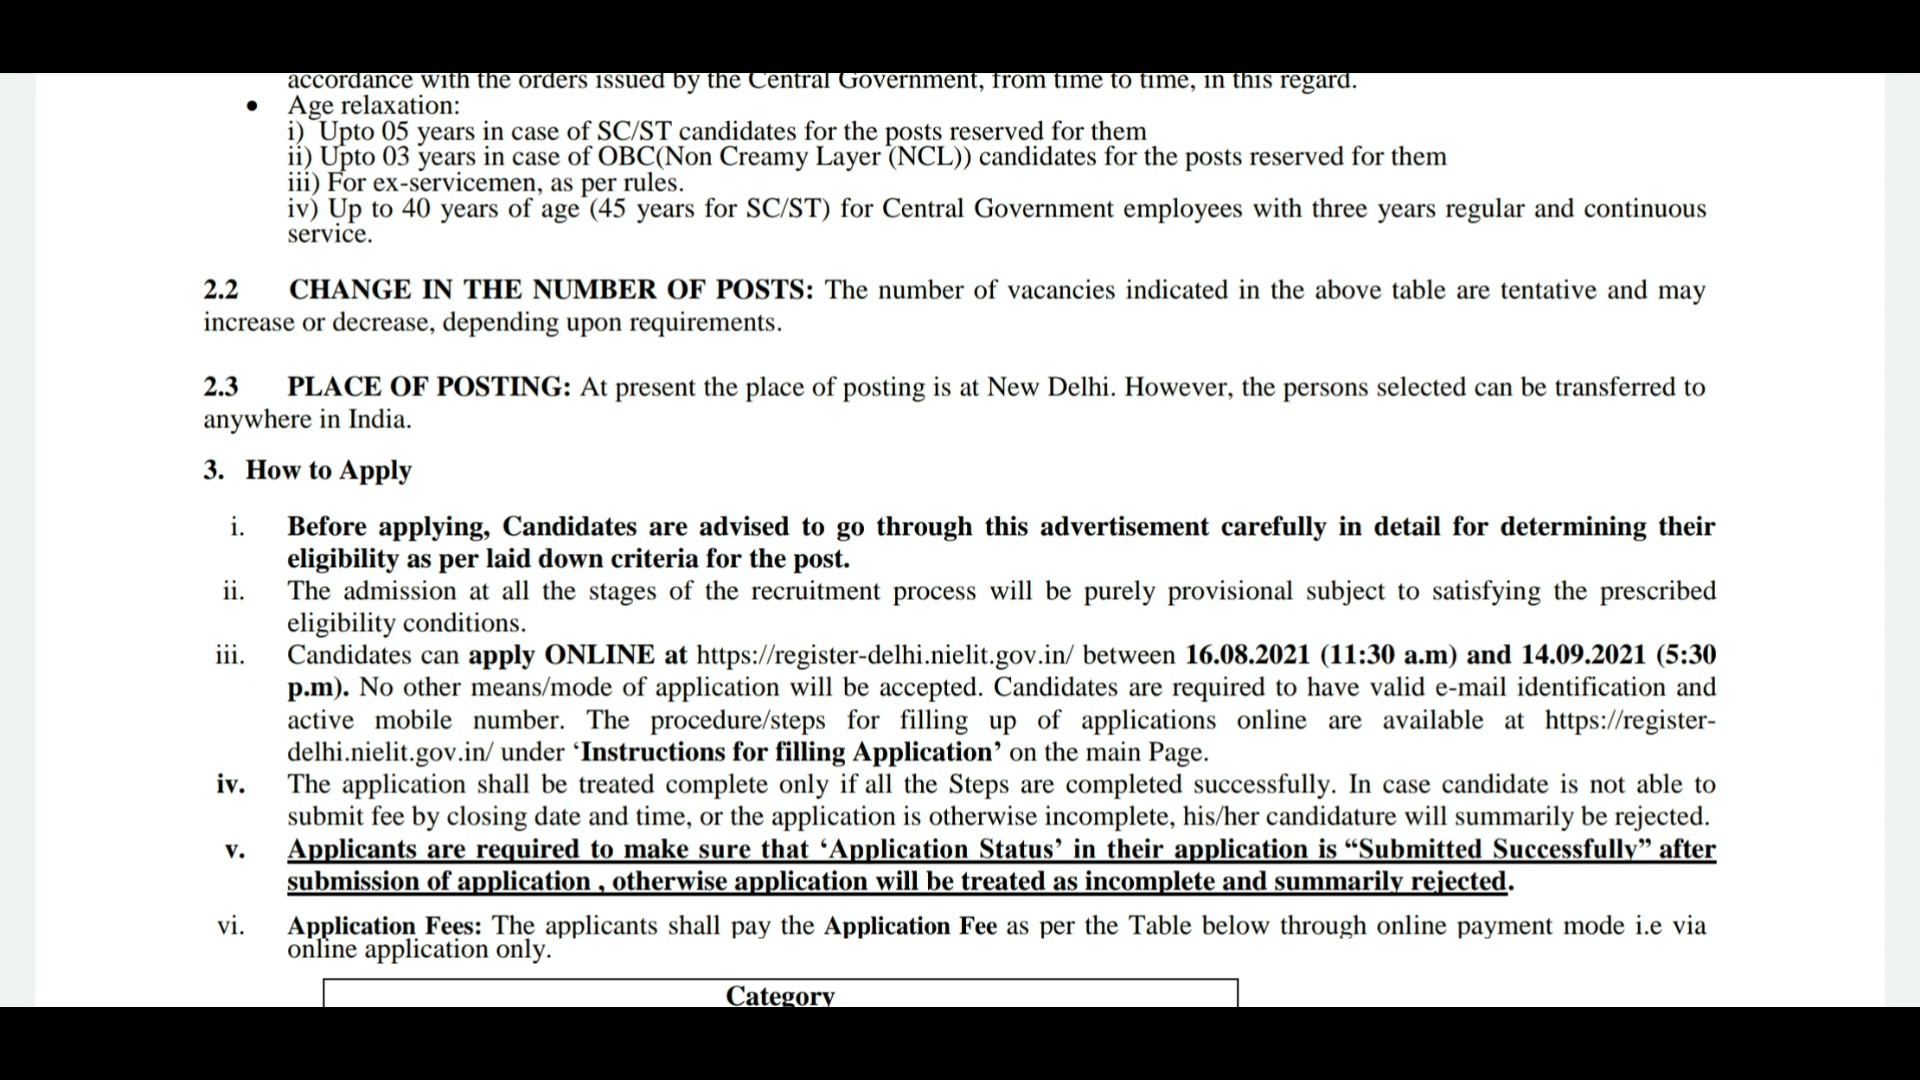 accordance with the orders issued by the Central Government, from time to time, in this regard.
• Age relaxation:
i) Upto 05 years in case of SC/ST candidates for the posts reserved for them
ii) Upto 03 years in case of OBC(Non Creamy Layer (NCL)) candidates for the posts reserved for them
iii) For ex-servicemen, as per rules.
iv) Up to 40 years of age (45 years for SC/ST) for Central Government employees with three years regular and continuous
service.
2.2 CHANGE IN THE NUMBER OF POSTS: The number of vacancies indicated in the above table are tentative and may
increase or decrease, depending upon requirements.
2.3 PLACE OF POSTING: At present the place of posting is at New Delhi. However, the persons selected can be transferred to
anywhere in India.
3. How to Apply
i. Before applying, Candidates are advised to go through this advertisement carefully in detail for determining their
eligibility as per laid down criteria for the post.
ii. The admission at all the stages of the recruitment process will be purely provisional subject to satisfying the prescribed
eligibility conditions.
iii. Candidates can apply ONLINE at https://register-delhi.nielit.gov.in/ between 16.08.2021 (11:30 a.m) and 14.09.2021 (5:30
p.m). No other means/mode of application will be accepted. Candidates are required to have valid e-mail identification and
active mobile number. The procedure/steps for filling up of applications online are available at https://register-
delhi.nielit.gov.in/ under ‘Instructions for filling Application’ on the main Page.
iv. The application shall be treated complete only if all the Steps are completed successfully. In case candidate is not able to
submit fee by closing date and time, or the application is otherwise incomplete, his/her candidature will summarily be rejected.
v. Applicants are required to make sure that ‘Application Status’ in their application is “Submitted Successfully” after
submission of application , otherwise application will be treated as incomplete and summarily rejected.
vi. Application Fees: The applicants shall pay the Application Fee as per the Table below through online payment mode i.e via
online application only.
Category